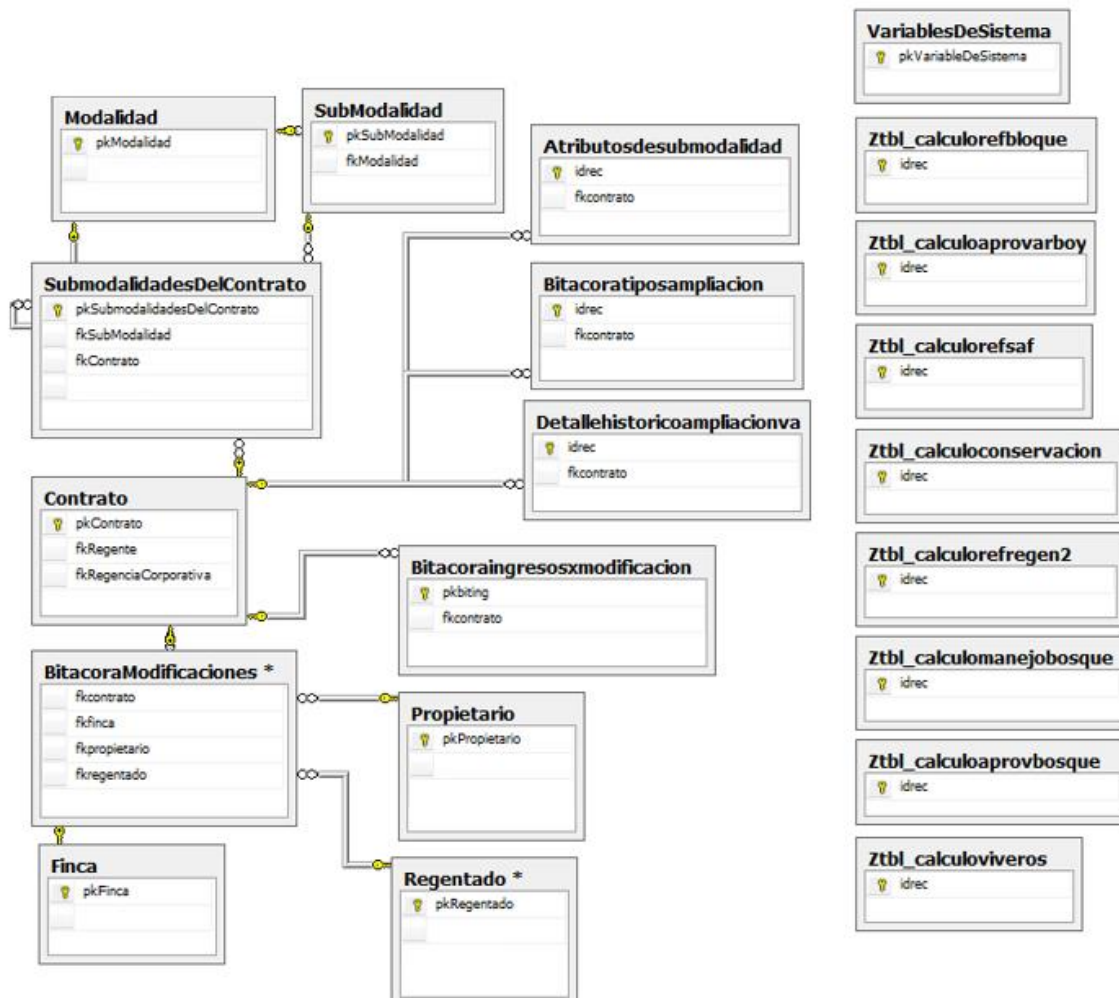 Modalidad
pkModalidad
SubModalidad
pkSubModalidad
fkModalidad
Atributosdesubmodalidad
idrec
fkcontrato
SubmodalidadesDelContrato
pkSubmodalidadesDelContrato
fkSubModalidad
fkContrato
Bitacoratiposampliacion
idrec
fkcontrato
Detallehistoricoampliacionva
idrec
fkcontrato
Contrato
pkContrato
fkRegente
fkRegenciaCorporativa
Bitacoraingresosxmodificacion
pkbiting
fkcontrato
BitacoraModificaciones *
fkcontrato
fkfinca
fkpropietario
fkregentado
Propietario
pkPropietario
Finca
pkFinca
Regentado *
pkRegentado
VariablesDeSistema
pkVariableDeSistema
Ztbl_calculorefbloque
idrec
Ztbl_calculoaprovarboy
idrec
Ztbl_calculorefsaf
idrec
Ztbl_calculoconservacion
idrec
Ztbl_calculorefregen2
idrec
Ztbl_calculomanejobosque
idrec
Ztbl_calculoaprovbosque
idrec
Ztbl_calculoviveros
idrec